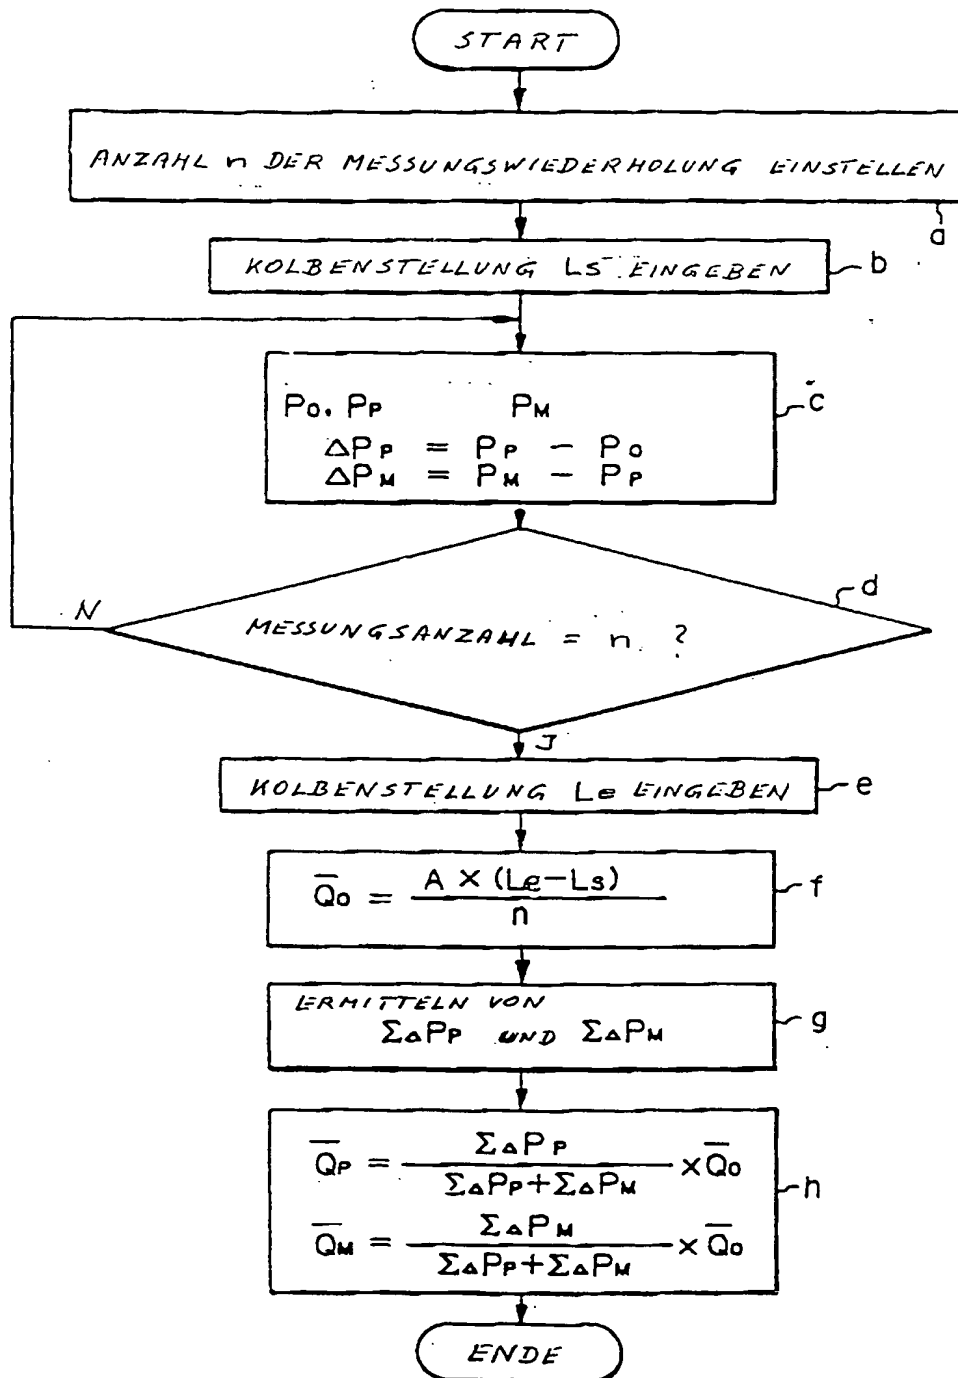 START
ANZAHL n DER MESSUNGSWIEDERHOLUNG EINSTELLEN
a
KOLBENSTELLUNG Ls EINGEBEN
b
Po. PP PM
ΔPP = PP - Po
ΔPM = PM - PP
c
d
N
MESSUNGSANZAHL = n ?
J
KOLBENSTELLUNG Le EINGEBEN
e
Q̅o = A × (Le-Ls) / n
f
ERMITTELN VON
ΣΔPP UND ΣΔPM
g
Q̅P = ΣΔPP / ΣΔPP+ΣΔPM × Q̅o
Q̅M = ΣΔPM / ΣΔPP+ΣΔPM × Q̅o
h
ENDE